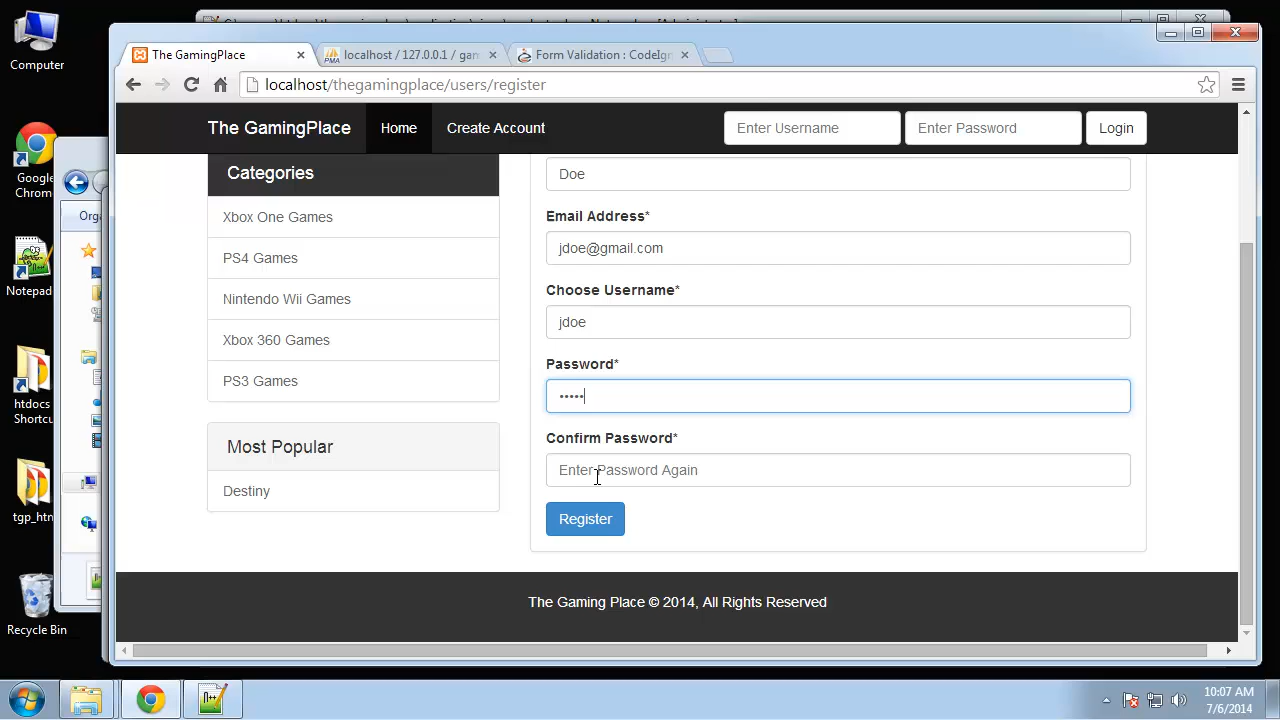 Computer
Google
Chrom
Notepad
htdocs
Shortcu
tgp_htn
Recycle Bin
Orga
The GamingPlace
localhost / 127.0.0.1 / gam
Form Validation : CodeIgn
localhost/thegamingplace/users/register
The GamingPlace
Home
Create Account
Enter Username
Enter Password
Login
Categories
Xbox One Games
PS4 Games
Nintendo Wii Games
Xbox 360 Games
PS3 Games
Most Popular
Destiny
Doe
Email Address*
jdoe@gmail.com
Choose Username*
jdoe
Password*
•••••
Confirm Password*
Enter Password Again
Register
The Gaming Place © 2014, All Rights Reserved
10:07 AM
7/6/2014